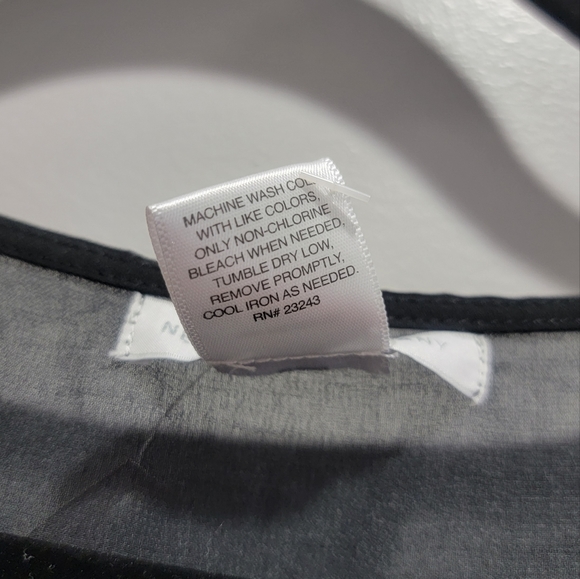 MACHINE WASH COL
WITH LIKE COLORS,
ONLY NON-CHLORINE
BLEACH WHEN NEEDED,
TUMBLE DRY LOW,
REMOVE PROMPTLY,
COOL IRON AS NEEDED.
RN# 23243